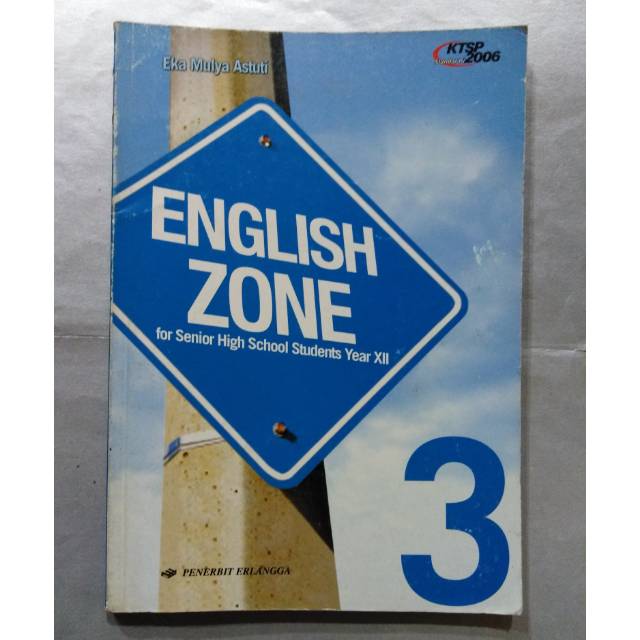 Eka Mulya Astuti
KTSP
2006
ENGLISH
ZONE
for Senior High School Students Year XII
3
PENERBIT ERLANGGA